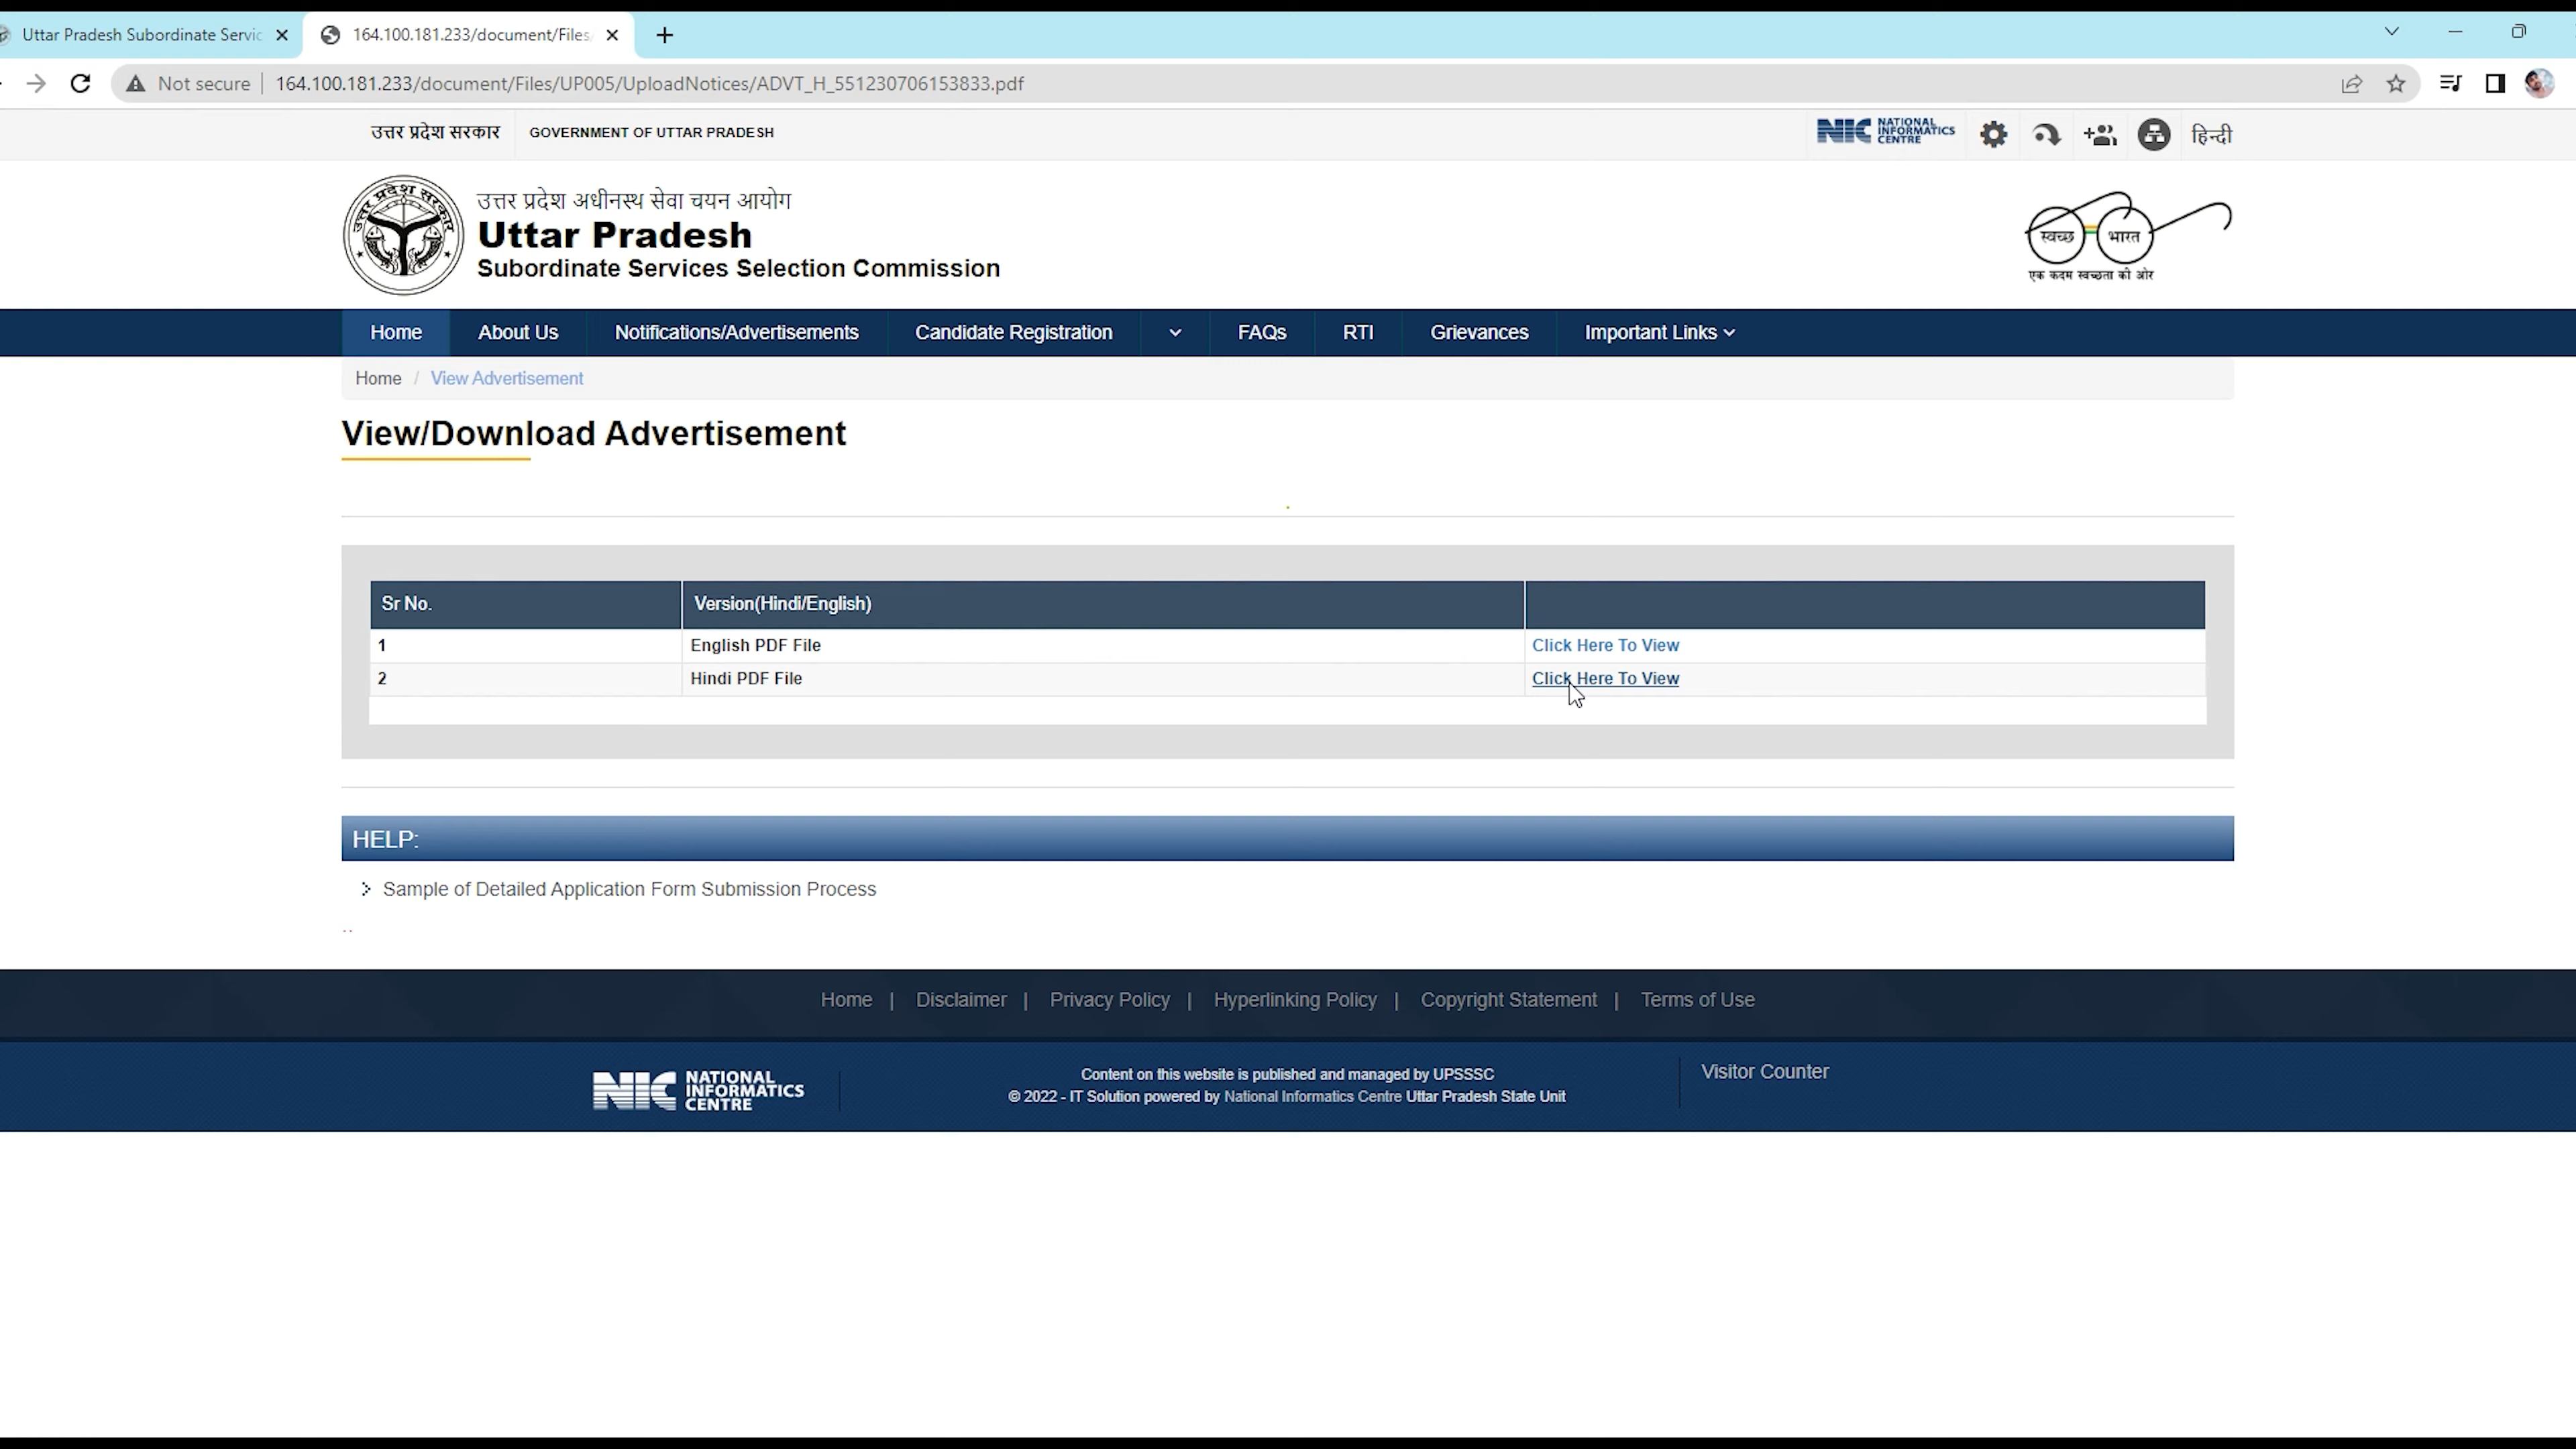 Uttar Pradesh Subordinate Servic
164.100.181.233/document/Files
Not secure
164.100.181.233/document/Files/UP005/UploadNotices/ADVT_H_551230706153833.pdf
उत्तर प्रदेश सरकार
GOVERNMENT OF UTTAR PRADESH
NIC NATIONAL INFORMATICS CENTRE
हिन्दी
उत्तर प्रदेश सरकार
उत्तर प्रदेश अधीनस्थ सेवा चयन आयोग
Uttar Pradesh
Subordinate Services Selection Commission
स्वच्छ भारत
एक कदम स्वच्छता की ओर
Home About Us Notifications/Advertisements Candidate Registration FAQs RTI Grievances Important Links
Home / View Advertisement
View/Download Advertisement
Sr No. Version(Hindi/English)
1 English PDF File Click Here To View
2 Hindi PDF File Click Here To View
HELP:
Sample of Detailed Application Form Submission Process
Home | Disclaimer | Privacy Policy | Hyperlinking Policy | Copyright Statement | Terms of Use
NIC NATIONAL INFORMATICS CENTRE
Content on this website is published and managed by UPSSSC
© 2022 - IT Solution powered by National Informatics Centre Uttar Pradesh State Unit
Visitor Counter